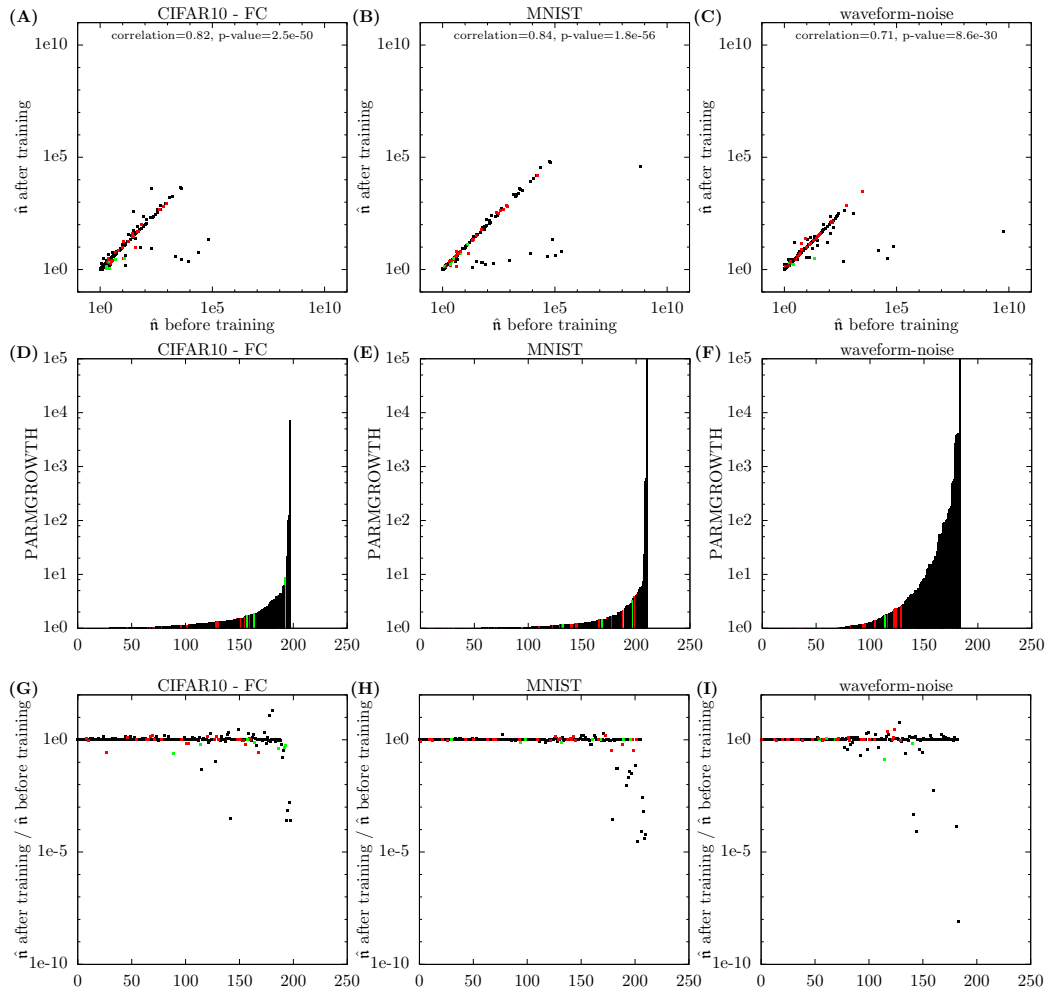 (A) CIFAR10 - FC
correlation=0.82, p-value=2.5e-50
1e10
1e5
1e0
n̂ after training
1e0 1e5 1e10
n̂ before training
(B) MNIST
correlation=0.84, p-value=1.8e-56
1e10
1e5
1e0
n̂ after training
1e0 1e5 1e10
n̂ before training
(C) waveform-noise
correlation=0.71, p-value=8.6e-30
1e10
1e5
1e0
n̂ after training
1e0 1e5 1e10
n̂ before training
(D) CIFAR10 - FC
1e5
1e4
1e3
1e2
1e1
1e0
PARMGROWTH
0 50 100 150 200 250
(E) MNIST
1e5
1e4
1e3
1e2
1e1
1e0
PARMGROWTH
0 50 100 150 200 250
(F) waveform-noise
1e5
1e4
1e3
1e2
1e1
1e0
PARMGROWTH
0 50 100 150 200 250
(G) CIFAR10 - FC
1e0
1e-5
1e-10
n̂ after training / n̂ before training
0 50 100 150 200 250
(H) MNIST
1e0
1e-5
1e-10
n̂ after training / n̂ before training
0 50 100 150 200 250
(I) waveform-noise
1e0
1e-5
1e-10
n̂ after training / n̂ before training
0 50 100 150 200 250